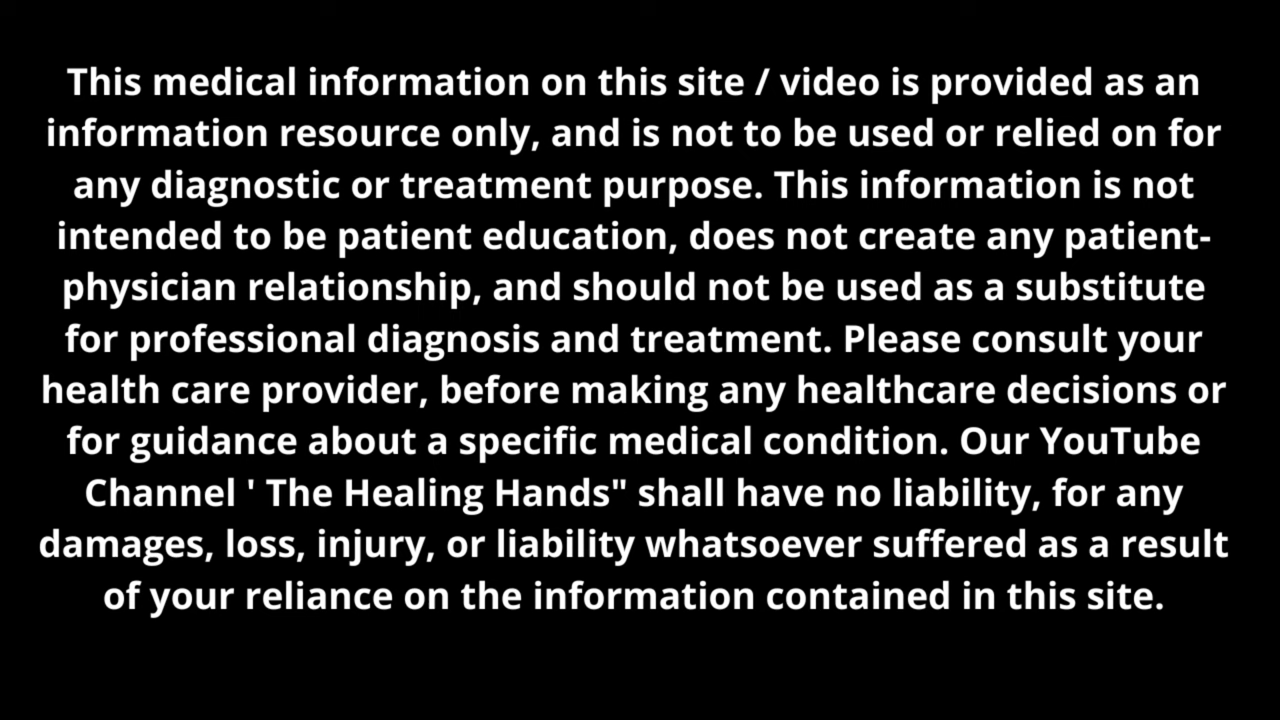 This medical information on this site / video is provided as an
information resource only, and is not to be used or relied on for
any diagnostic or treatment purpose. This information is not
intended to be patient education, does not create any patient-
physician relationship, and should not be used as a substitute
for professional diagnosis and treatment. Please consult your
health care provider, before making any healthcare decisions or
for guidance about a specific medical condition. Our YouTube
Channel ' The Healing Hands" shall have no liability, for any
damages, loss, injury, or liability whatsoever suffered as a result
of your reliance on the information contained in this site.